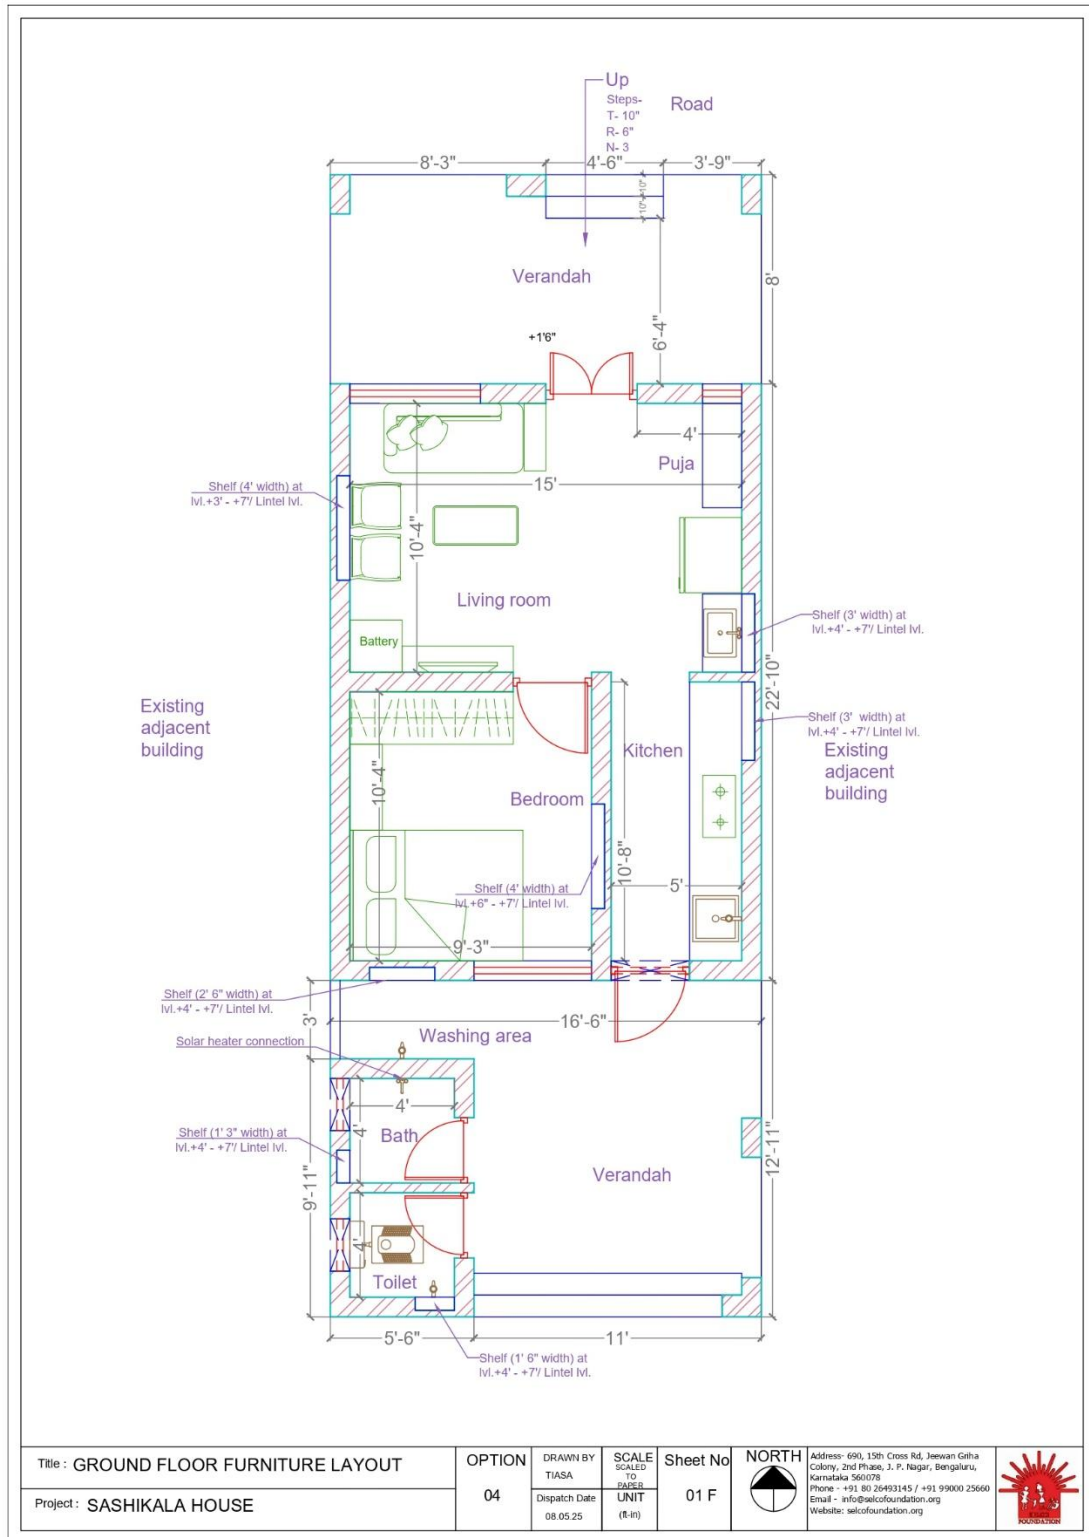 Up
Steps-
T- 10"
R- 6"
N- 3
Road
8'-3"
4'-6"
3'-9"
10"
10"
Verandah
8'
6'-4"
+1'6"
4'
Puja
15'
Shelf (4' width) at
lvl.+3' - +7'/ Lintel lvl.
10'-4"
Living room
Shelf (3' width) at
lvl.+4' - +7'/ Lintel lvl.
Battery
22'-10"
Existing
adjacent
building
Shelf (3' width) at
lvl.+4' - +7'/ Lintel lvl.
Kitchen
Existing
adjacent
building
10'-4"
Bedroom
10'-8"
5'
Shelf (4' width) at
lvl.+6" - +7'/ Lintel lvl.
9'-3"
Shelf (2' 6" width) at
lvl.+4' - +7'/ Lintel lvl.
3'
16'-6"
Washing area
Solar heater connection
4'
Shelf (1' 3" width) at
lvl.+4' - +7'/ Lintel lvl.
Bath
4'
12'-11"
9'-11"
Verandah
4'
Toilet
5'-6"
11'
Shelf (1' 6" width) at
lvl.+4' - +7'/ Lintel lvl.
Title : GROUND FLOOR FURNITURE LAYOUT
Project : SASHIKALA HOUSE
OPTION
04
DRAWN BY
TIASA
Dispatch Date
08.05.25
SCALE
SCALED
TO
PAPER
UNIT
(ft-in)
Sheet No
01 F
NORTH
Address- 690, 15th Cross Rd, Jeewan Griha
Colony, 2nd Phase, J. P. Nagar, Bengaluru,
Karnataka 560078
Phone - +91 80 26493145 / +91 99000 25660
Email - info@selcofoundation.org
Website: selcofoundation.org
FOUNDATION